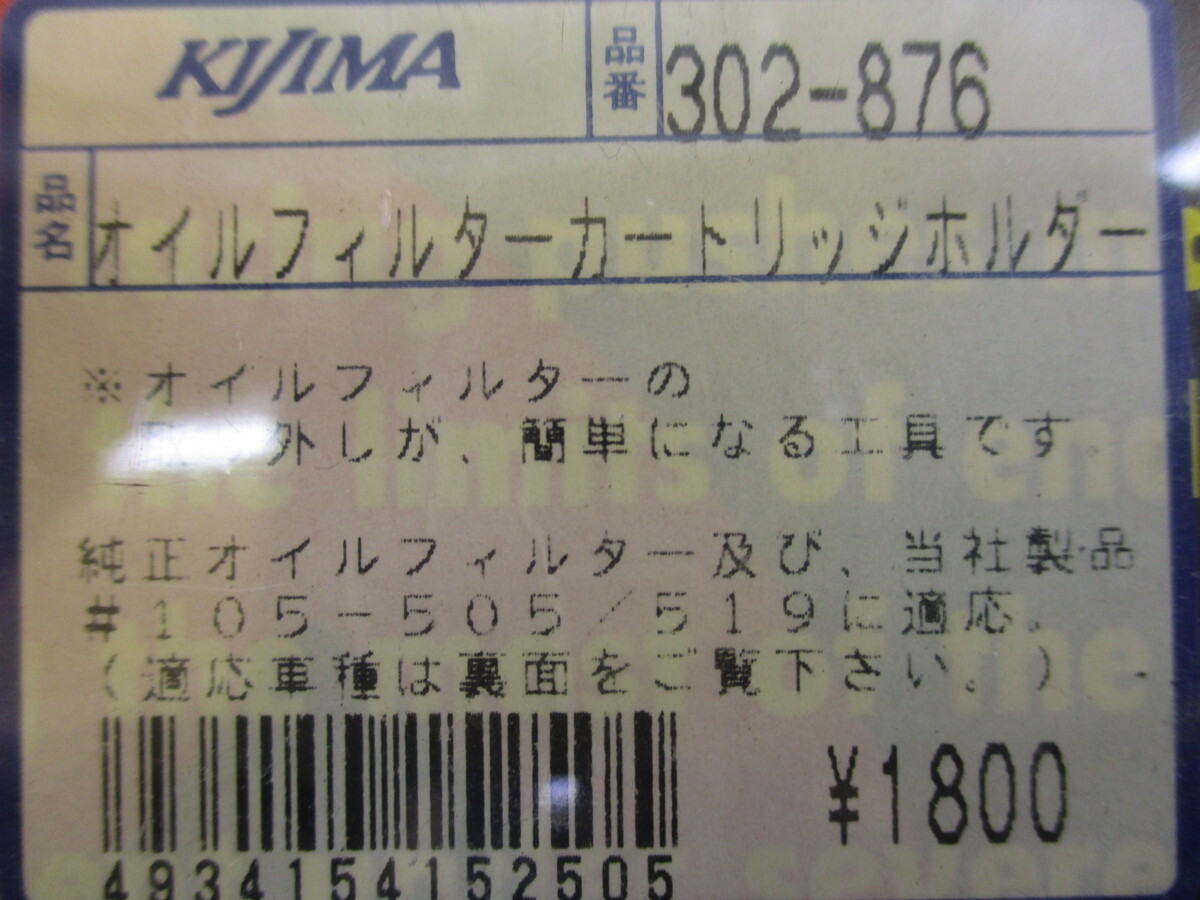 KIJIMA
品番 302-876
品名 オイルフィルターカートリッジホルダー
※オイルフィルターの
外しが、簡単になる工具です。
純正オイルフィルター及び、当社製品
#105-505/519に適応。
(適応車種は裏面をご覧下さい。)
¥1800
4934154152505